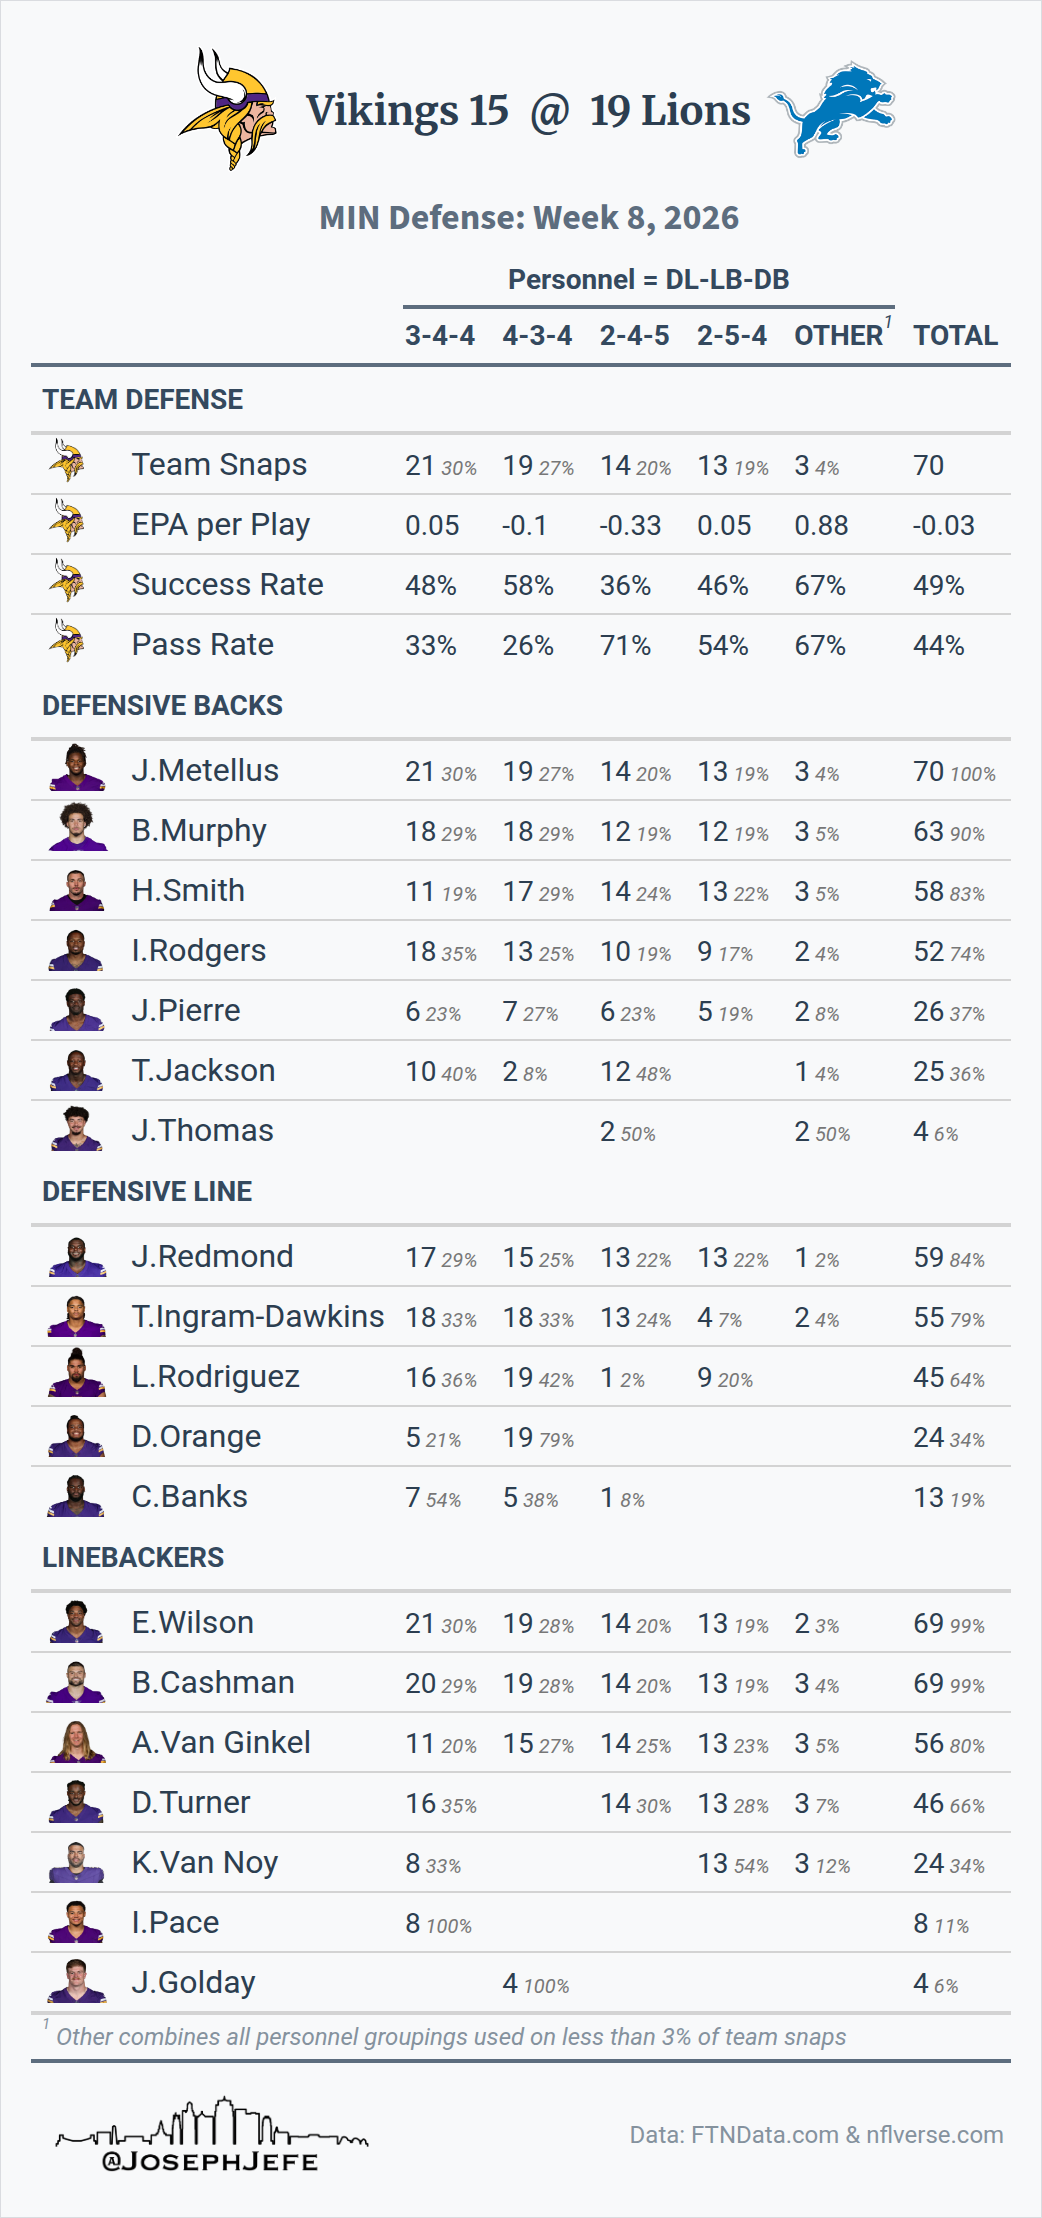 Vikings 15 @ 19 Lions
MIN Defense: Week 8, 2026
Personnel = DL-LB-DB
3-4-4 4-3-4 2-4-5 2-5-4 OTHER1 TOTAL
TEAM DEFENSE
Team Snaps 21 30% 19 27% 14 20% 13 19% 3 4% 70
EPA per Play 0.05 -0.1 -0.33 0.05 0.88 -0.03
Success Rate 48% 58% 36% 46% 67% 49%
Pass Rate 33% 26% 71% 54% 67% 44%
DEFENSIVE BACKS
J.Metellus 21 30% 19 27% 14 20% 13 19% 3 4% 70 100%
B.Murphy 18 29% 18 29% 12 19% 12 19% 3 5% 63 90%
H.Smith 11 19% 17 29% 14 24% 13 22% 3 5% 58 83%
I.Rodgers 18 35% 13 25% 10 19% 9 17% 2 4% 52 74%
J.Pierre 6 23% 7 27% 6 23% 5 19% 2 8% 26 37%
T.Jackson 10 40% 2 8% 12 48% 1 4% 25 36%
J.Thomas 2 50% 2 50% 4 6%
DEFENSIVE LINE
J.Redmond 17 29% 15 25% 13 22% 13 22% 1 2% 59 84%
T.Ingram-Dawkins 18 33% 18 33% 13 24% 4 7% 2 4% 55 79%
L.Rodriguez 16 36% 19 42% 1 2% 9 20% 45 64%
D.Orange 5 21% 19 79% 24 34%
C.Banks 7 54% 5 38% 1 8% 13 19%
LINEBACKERS
E.Wilson 21 30% 19 28% 14 20% 13 19% 2 3% 69 99%
B.Cashman 20 29% 19 28% 14 20% 13 19% 3 4% 69 99%
A.Van Ginkel 11 20% 15 27% 14 25% 13 23% 3 5% 56 80%
D.Turner 16 35% 14 30% 13 28% 3 7% 46 66%
K.Van Noy 8 33% 13 54% 3 12% 24 34%
I.Pace 8 100% 8 11%
J.Golday 4 100% 4 6%
1 Other combines all personnel groupings used on less than 3% of team snaps
@JOSEPHJEFE
Data: FTNData.com & nflverse.com